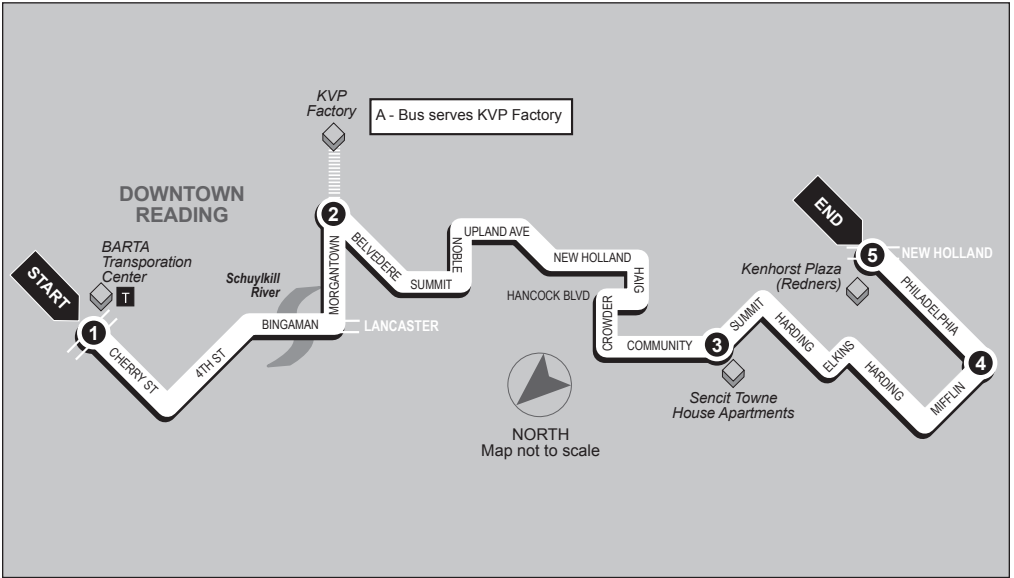 KVP
Factory
A - Bus serves KVP Factory
DOWNTOWN
READING
BARTA
Transporation
Center
T
START
1
CHERRY ST
4TH ST
Schuylkill
River
BINGAMAN
LANCASTER
MORGANTOWN
2
BELVEDERE
SUMMIT
NOBLE
UPLAND AVE
NEW HOLLAND
HAIG
HANCOCK BLVD
CROWDER
COMMUNITY
3
Sencit Towne
House Apartments
SUMMIT
HARDING
ELKINS
HARDING
MIFFLIN
4
PHILADELPHIA
Kenhorst Plaza
(Redners)
5
NEW HOLLAND
END
NORTH
Map not to scale